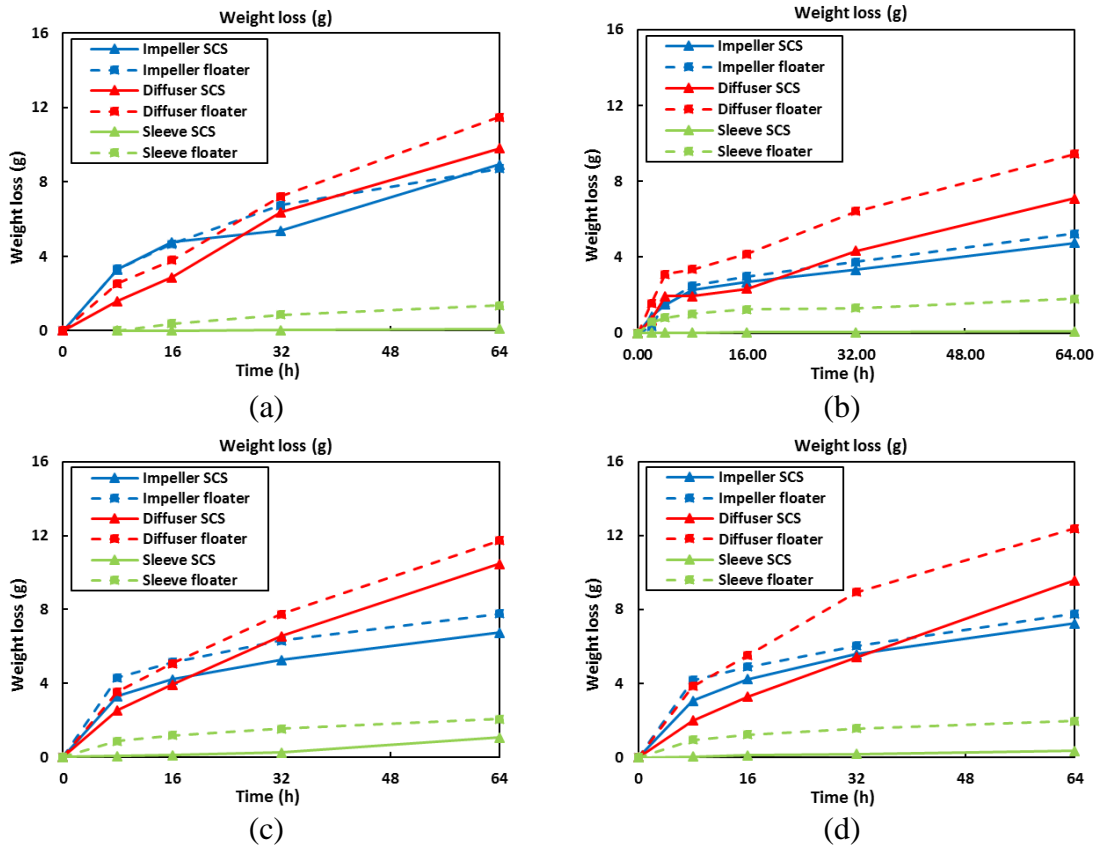 Weight loss (g)
16
12
8
4
0
Weight loss (g)
Impeller SCS
Impeller floater
Diffuser SCS
Diffuser floater
Sleeve SCS
Sleeve floater
0 16 32 48 64
Time (h)
(a)
Weight loss (g)
16
12
8
4
0
Weight loss (g)
Impeller SCS
Impeller floater
Diffuser SCS
Diffuser floater
Sleeve SCS
Sleeve floater
0.00 16.00 32.00 48.00 64.00
Time (h)
(b)
Weight loss (g)
16
12
8
4
0
Weight loss (g)
Impeller SCS
Impeller floater
Diffuser SCS
Diffuser floater
Sleeve SCS
Sleeve floater
0 16 32 48 64
Time (h)
(c)
Weight loss (g)
16
12
8
4
0
Weight loss (g)
Impeller SCS
Impeller floater
Diffuser SCS
Diffuser floater
Sleeve SCS
Sleeve floater
0 16 32 48 64
Time (h)
(d)